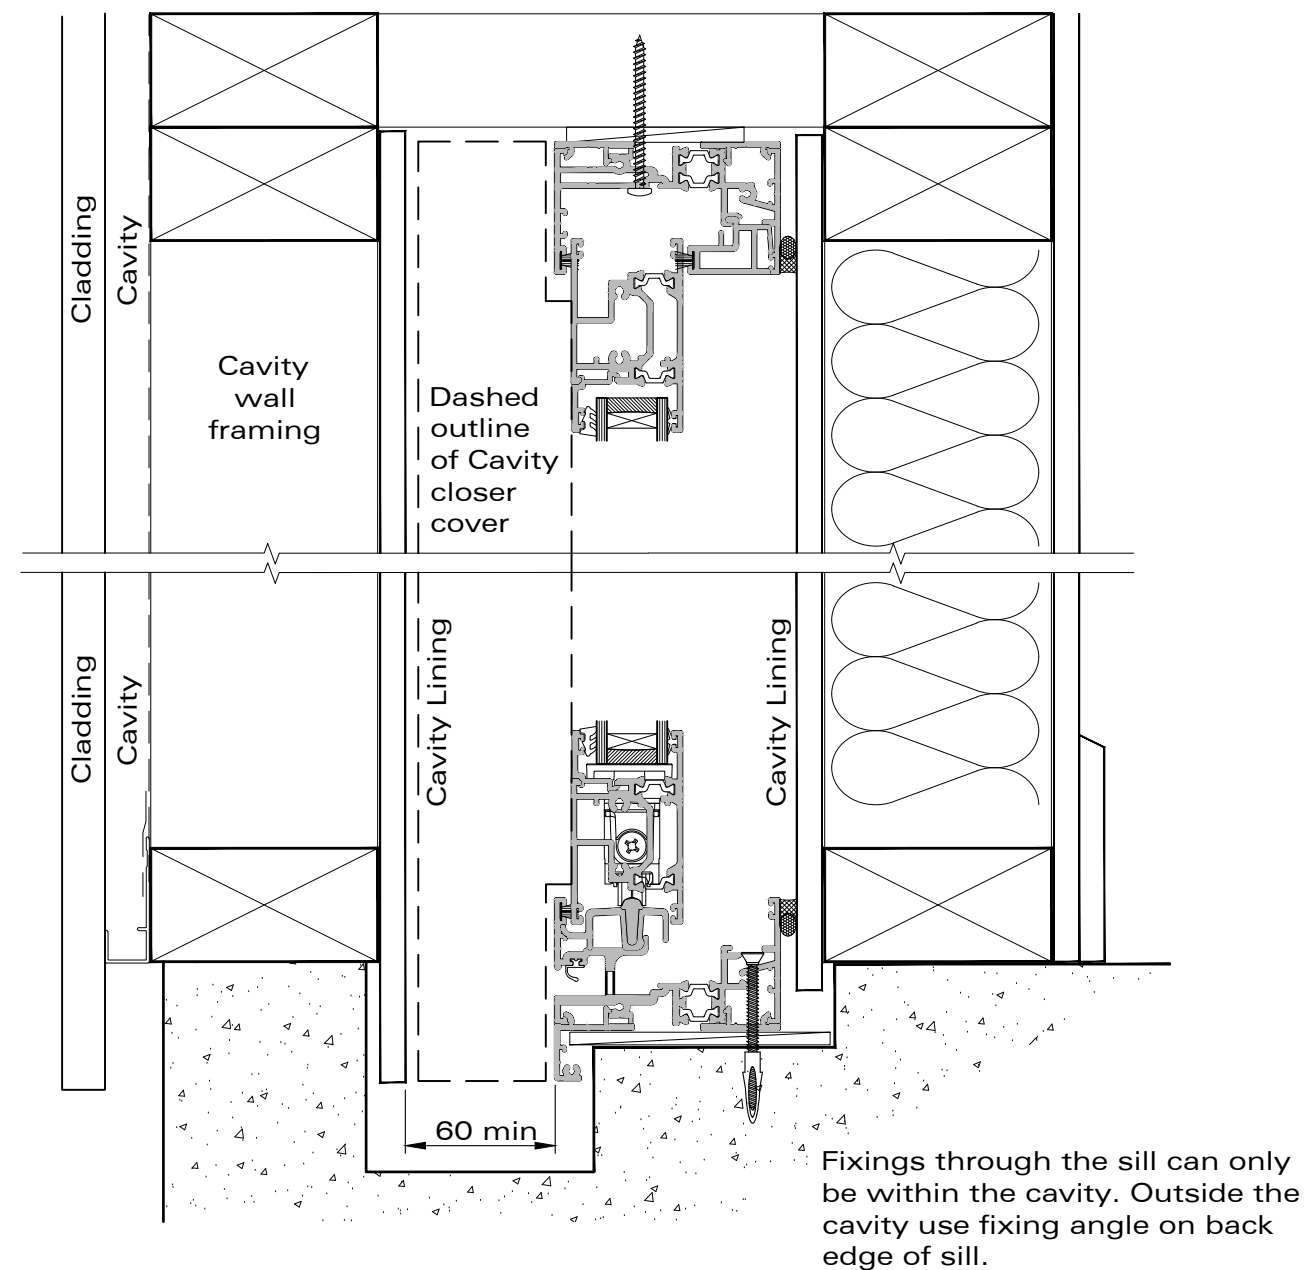 Cladding
Cavity
Cavity
wall
framing
Dashed
outline
of Cavity
closer
cover
Cladding
Cavity
Cavity Lining
Cavity Lining
60 min
Fixings through the sill can only
be within the cavity. Outside the
cavity use fixing angle on back
edge of sill.